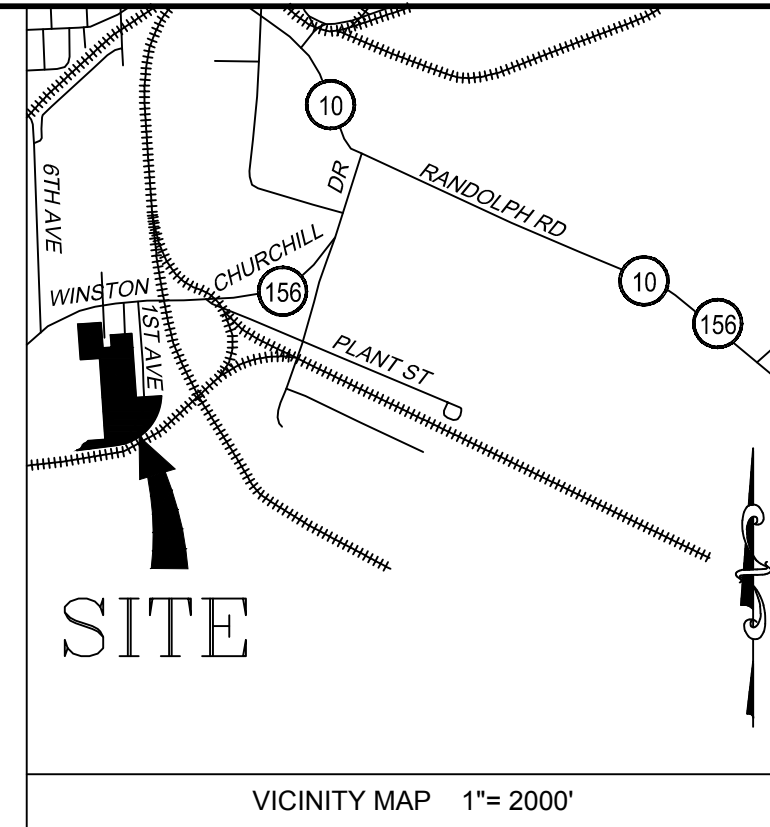 10
RANDOLPH RD
DR
6TH AVE
CHURCHILL
10
156
WINSTON
156
1ST AVE
PLANT ST
SITE
VICINITY MAP 1"= 2000'